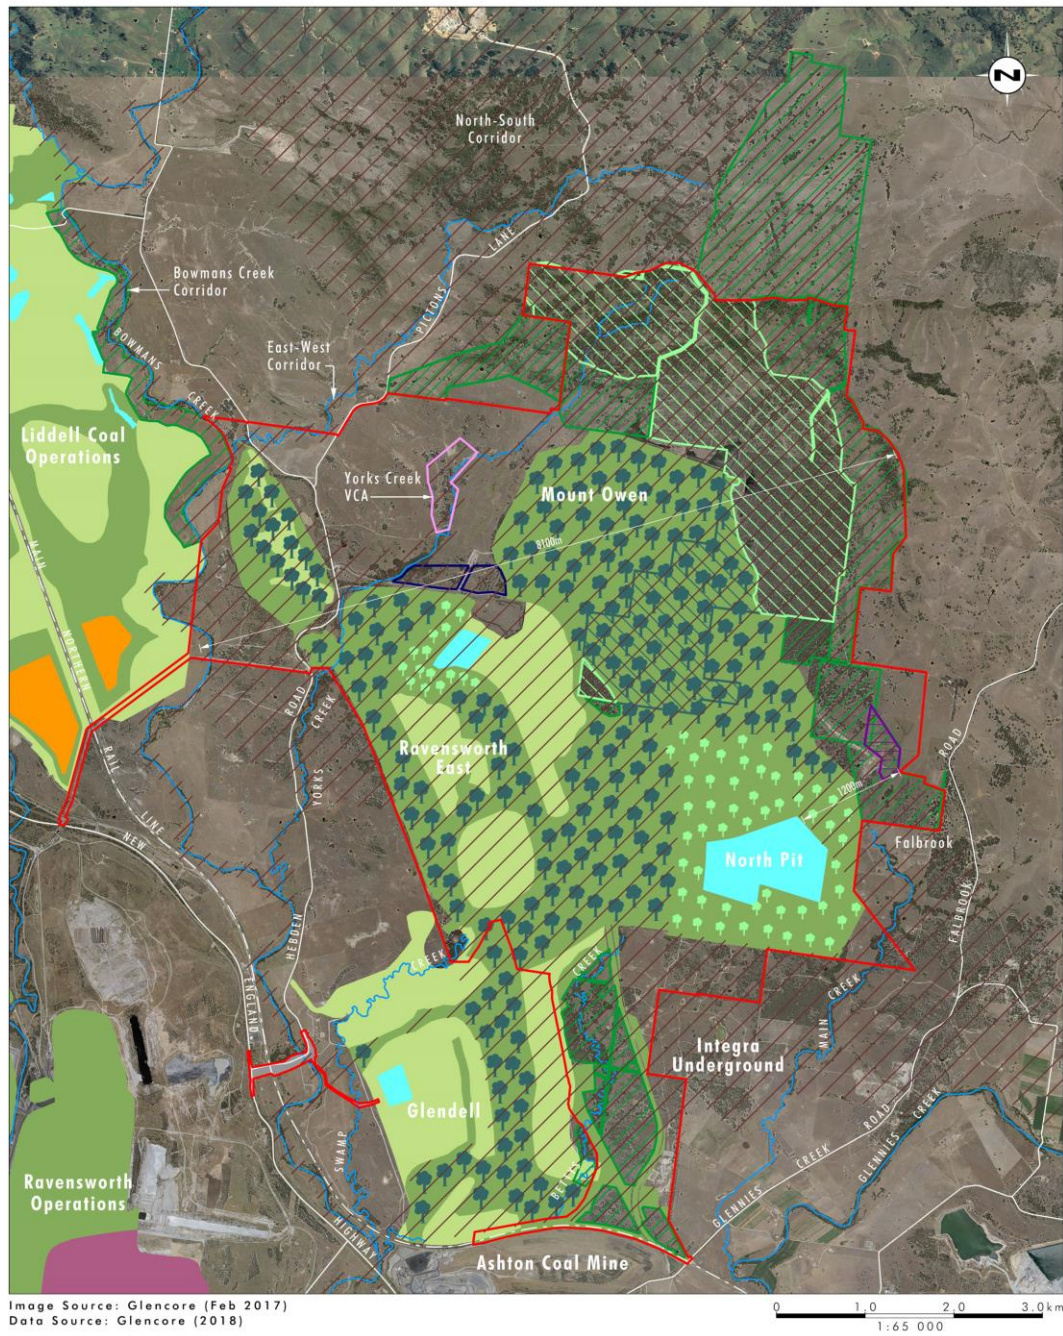 N
North-South
Corridor
LANE
PICTONS
Bowmans Creek
Corridor
BOWMANS
CREEK
East-West
Corridor
Liddell Coal
Operations
Yorks Creek
VCA
Mount Owen
8100m
MAIN
NORTHERN
RAIL
LINE
ROAD
CREEK
YORKS
HEBDEN
Ravensworth
East
NEW
ENGLAND
HIGHWAY
1200m
North Pit
Falbrook
ROAD
FALBROOK
CREEK
CREEK
CREEK
MAIN
Integra
Underground
Glendell
SWAMP
BETTYS
Ravensworth
Operations
ROAD
CREEK
GLENNIES
CREEK
GLENNIES
Ashton Coal Mine
Image Source: Glencore (Feb 2017)
Data Source: Glencore (2018)
0 1,0 2,0 3.0km
1:65 000